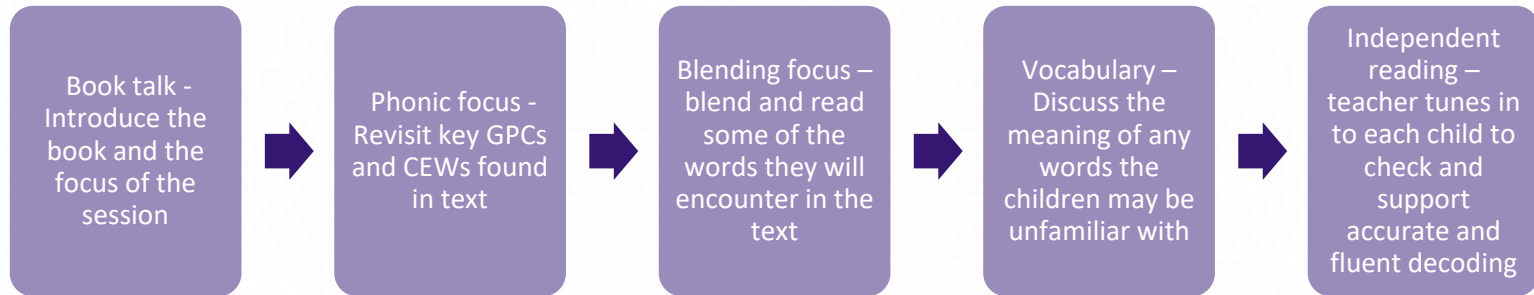 Book talk -
Introduce the
book and the
focus of the
session
Phonic focus -
Revisit key GPCs
and CEWs found
in text
Blending focus –
blend and read
some of the
words they will
encounter in the
text
Vocabulary –
Discuss the
meaning of any
words the
children may be
unfamiliar with
Independent
reading –
teacher tunes in
to each child to
check and
support
accurate and
fluent decoding